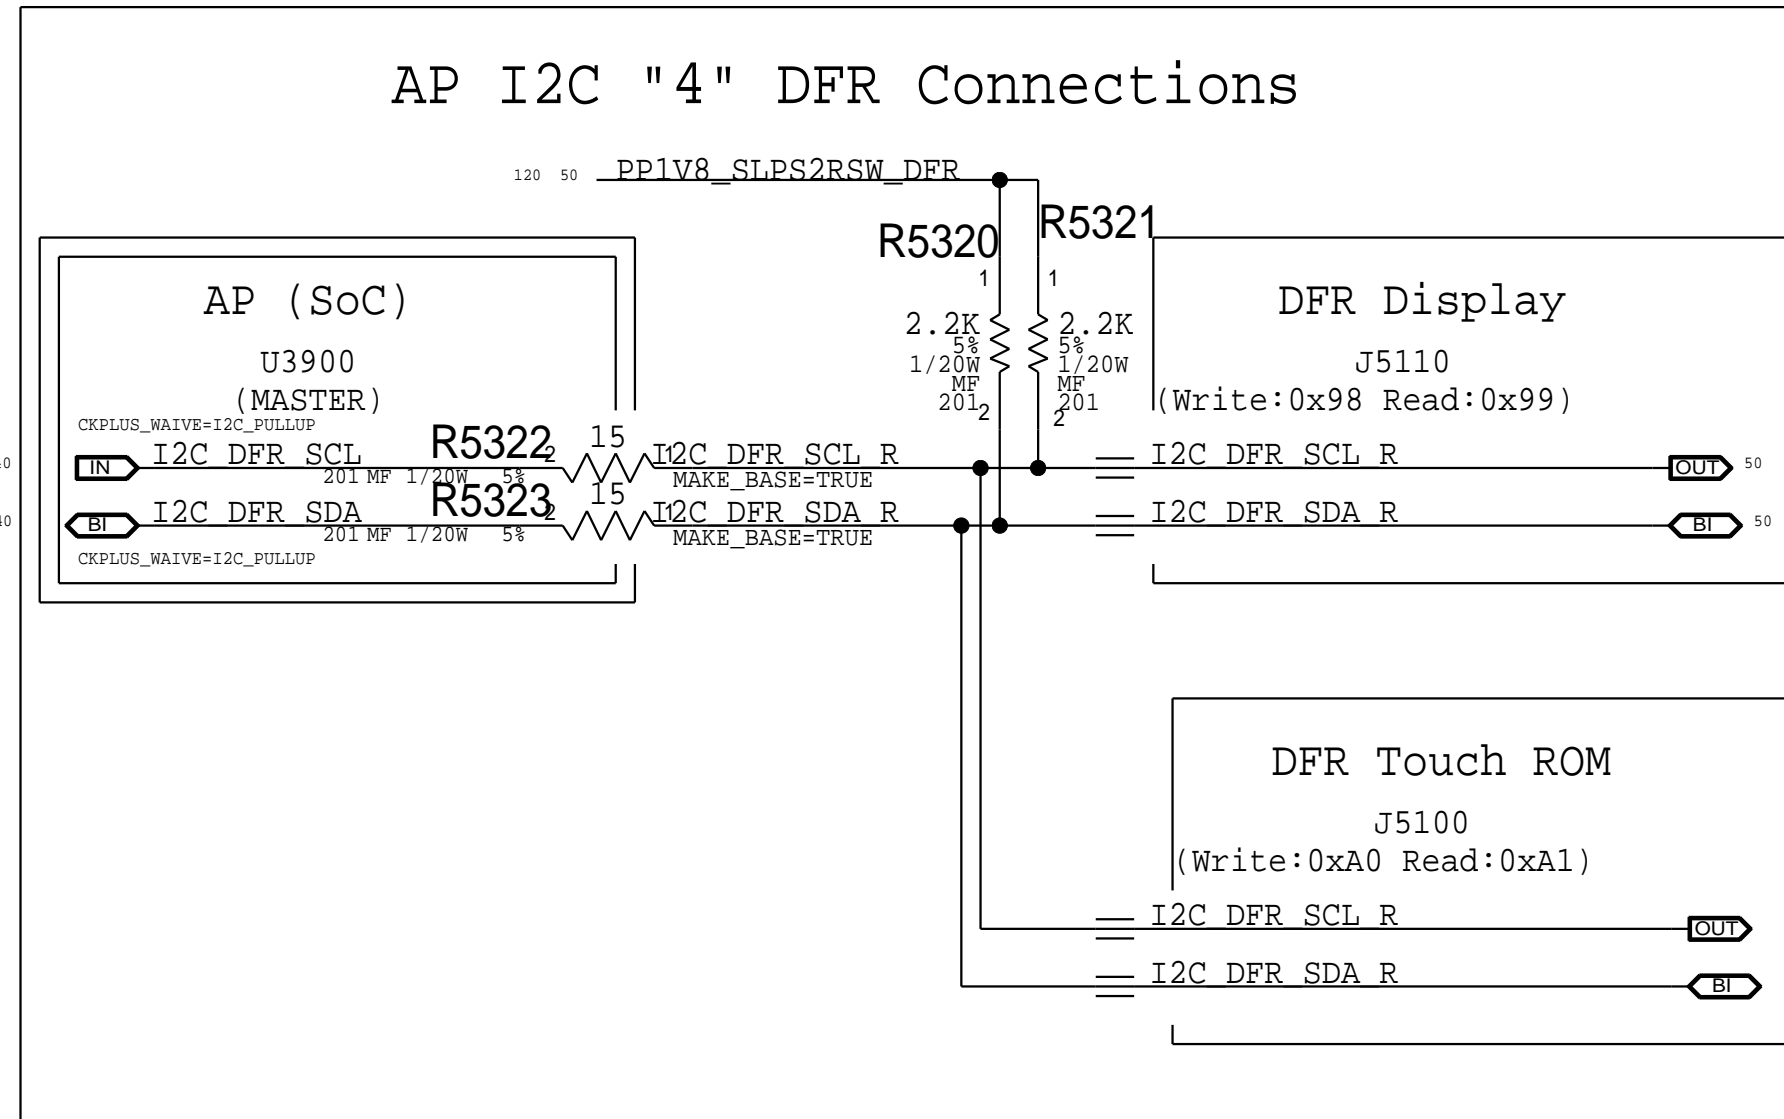 AP I2C "4" DFR Connections
120 50 PP1V8_SLPS2RSW_DFR
R5320
R5321
1
1
2.2K
5%
1/20W
MF
201
2
2.2K
5%
1/20W
MF
201
2
AP (SoC)
U3900
(MASTER)
CKPLUS_WAIVE=I2C_PULLUP
IN I2C_DFR_SCL R5322 2 15 1 I2C_DFR_SCL_R
201 MF 1/20W 5% MAKE_BASE=TRUE
BI I2C_DFR_SDA R5323 2 15 1 I2C_DFR_SDA_R
201 MF 1/20W 5% MAKE_BASE=TRUE
CKPLUS_WAIVE=I2C_PULLUP
DFR Display
J5110
(Write:0x98 Read:0x99)
I2C_DFR_SCL_R OUT 50
I2C_DFR_SDA_R BI 50
DFR Touch ROM
J5100
(Write:0xA0 Read:0xA1)
I2C_DFR_SCL_R OUT
I2C_DFR_SDA_R BI